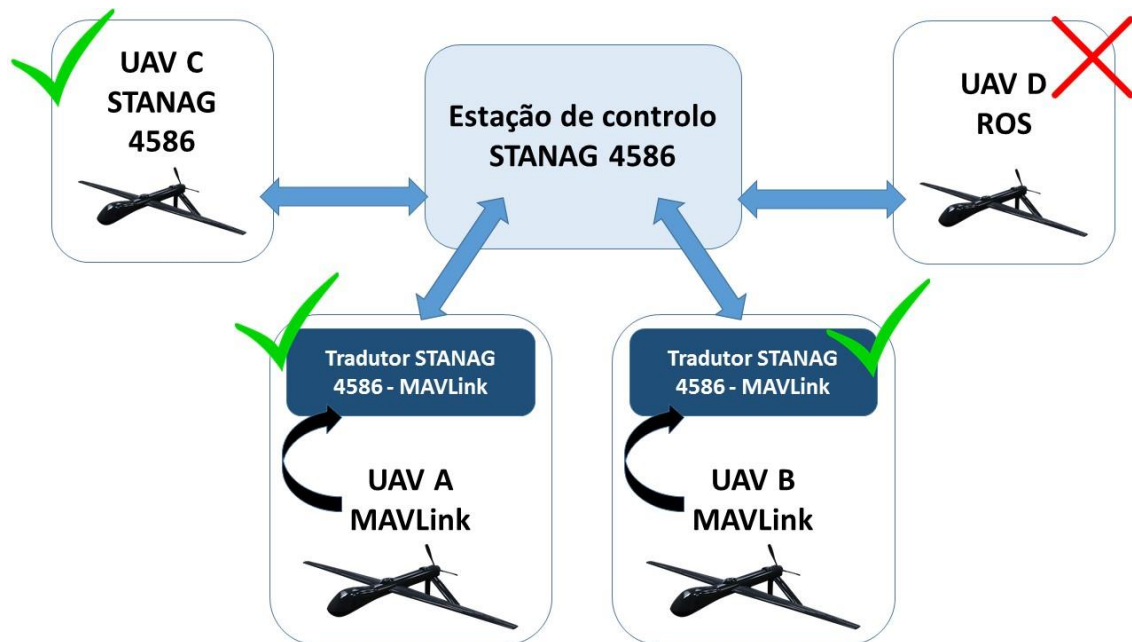 UAV C
STANAG
4586
Estação de controlo
STANAG 4586
UAV D
ROS
Tradutor STANAG
4586 - MAVLink
UAV A
MAVLink
Tradutor STANAG
4586 - MAVLink
UAV B
MAVLink